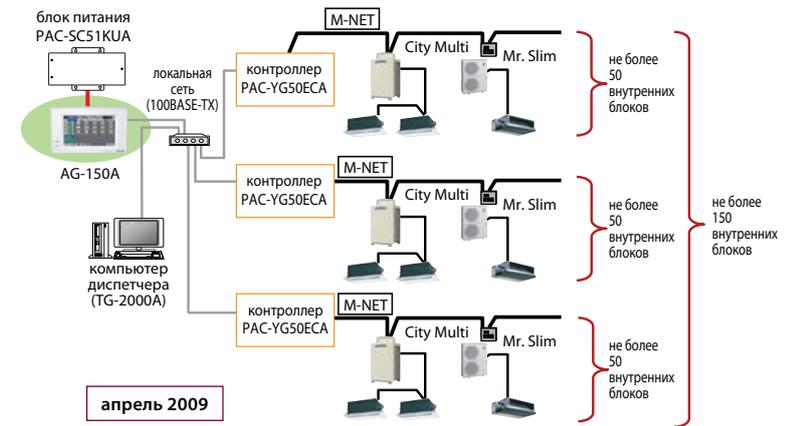 блок питания
PAC-SC51KUA
AG-150A
локальная
сеть
(100BASE-TX)
компьютер
диспетчера
(TG-2000A)
контроллер
PAC-YG50ECA
M-NET
City Multi
Mr. Slim
не более
50
внутренних
блоков
контроллер
PAC-YG50ECA
M-NET
City Multi
Mr. Slim
не более
50
внутренних
блоков
контроллер
PAC-YG50ECA
M-NET
City Multi
Mr. Slim
не более
50
внутренних
блоков
не более
150
внутренних
блоков
апрель 2009